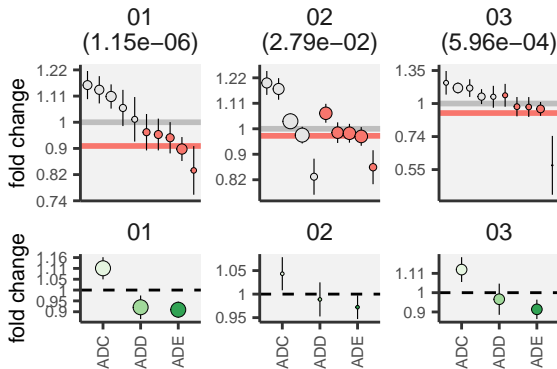 01 02 03
(1.15e−06) (2.79e−02) (5.96e−04)
fold change
1.22 1.22 1.35
1.11 1.11
1 1 1
0.9 0.9
0.82 0.82 0.74
0.74 0.55
01 02 03
fold change
1.16
1.11 1.05 1.11
1.05
1 1 1
0.95 0.95
0.9 0.9
ADC ADD ADE ADC ADD ADE ADC ADD ADE